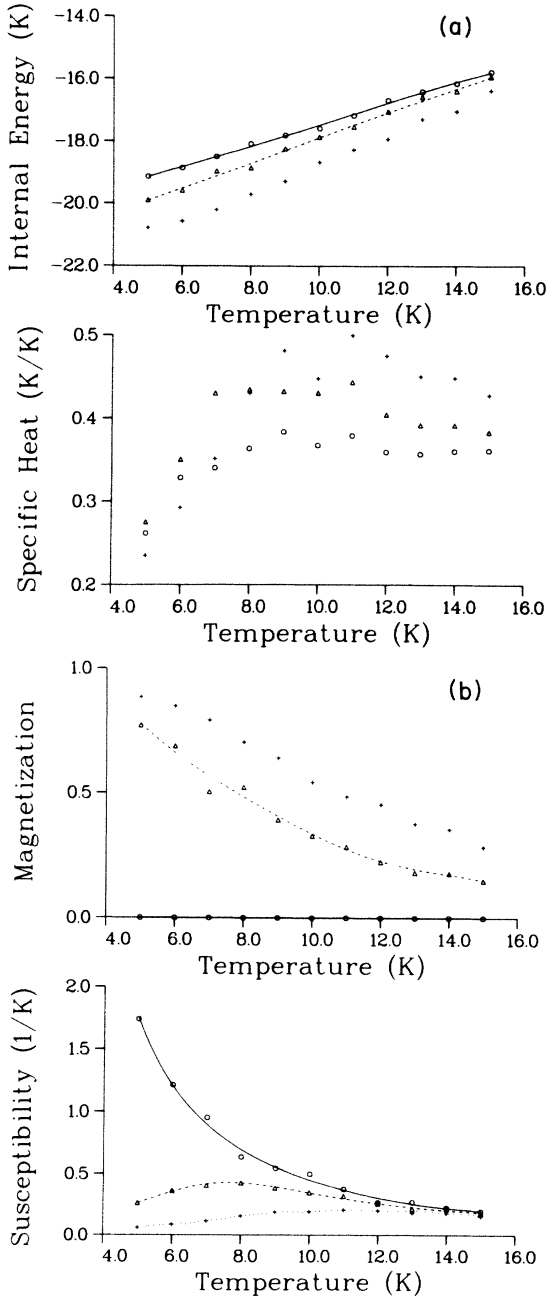 (a)
Internal Energy (K)
-14.0
-16.0
-18.0
-20.0
-22.0
4.0 6.0 8.0 10.0 12.0 14.0 16.0
Temperature (K)
Specific Heat (K/K)
0.5
0.4
0.3
0.2
4.0 6.0 8.0 10.0 12.0 14.0 16.0
Temperature (K)
(b)
Magnetization
1.0
0.5
0.0
4.0 6.0 8.0 10.0 12.0 14.0 16.0
Temperature (K)
Susceptibility (1/K)
2.0
1.5
1.0
0.5
0.0
4.0 6.0 8.0 10.0 12.0 14.0 16.0
Temperature (K)